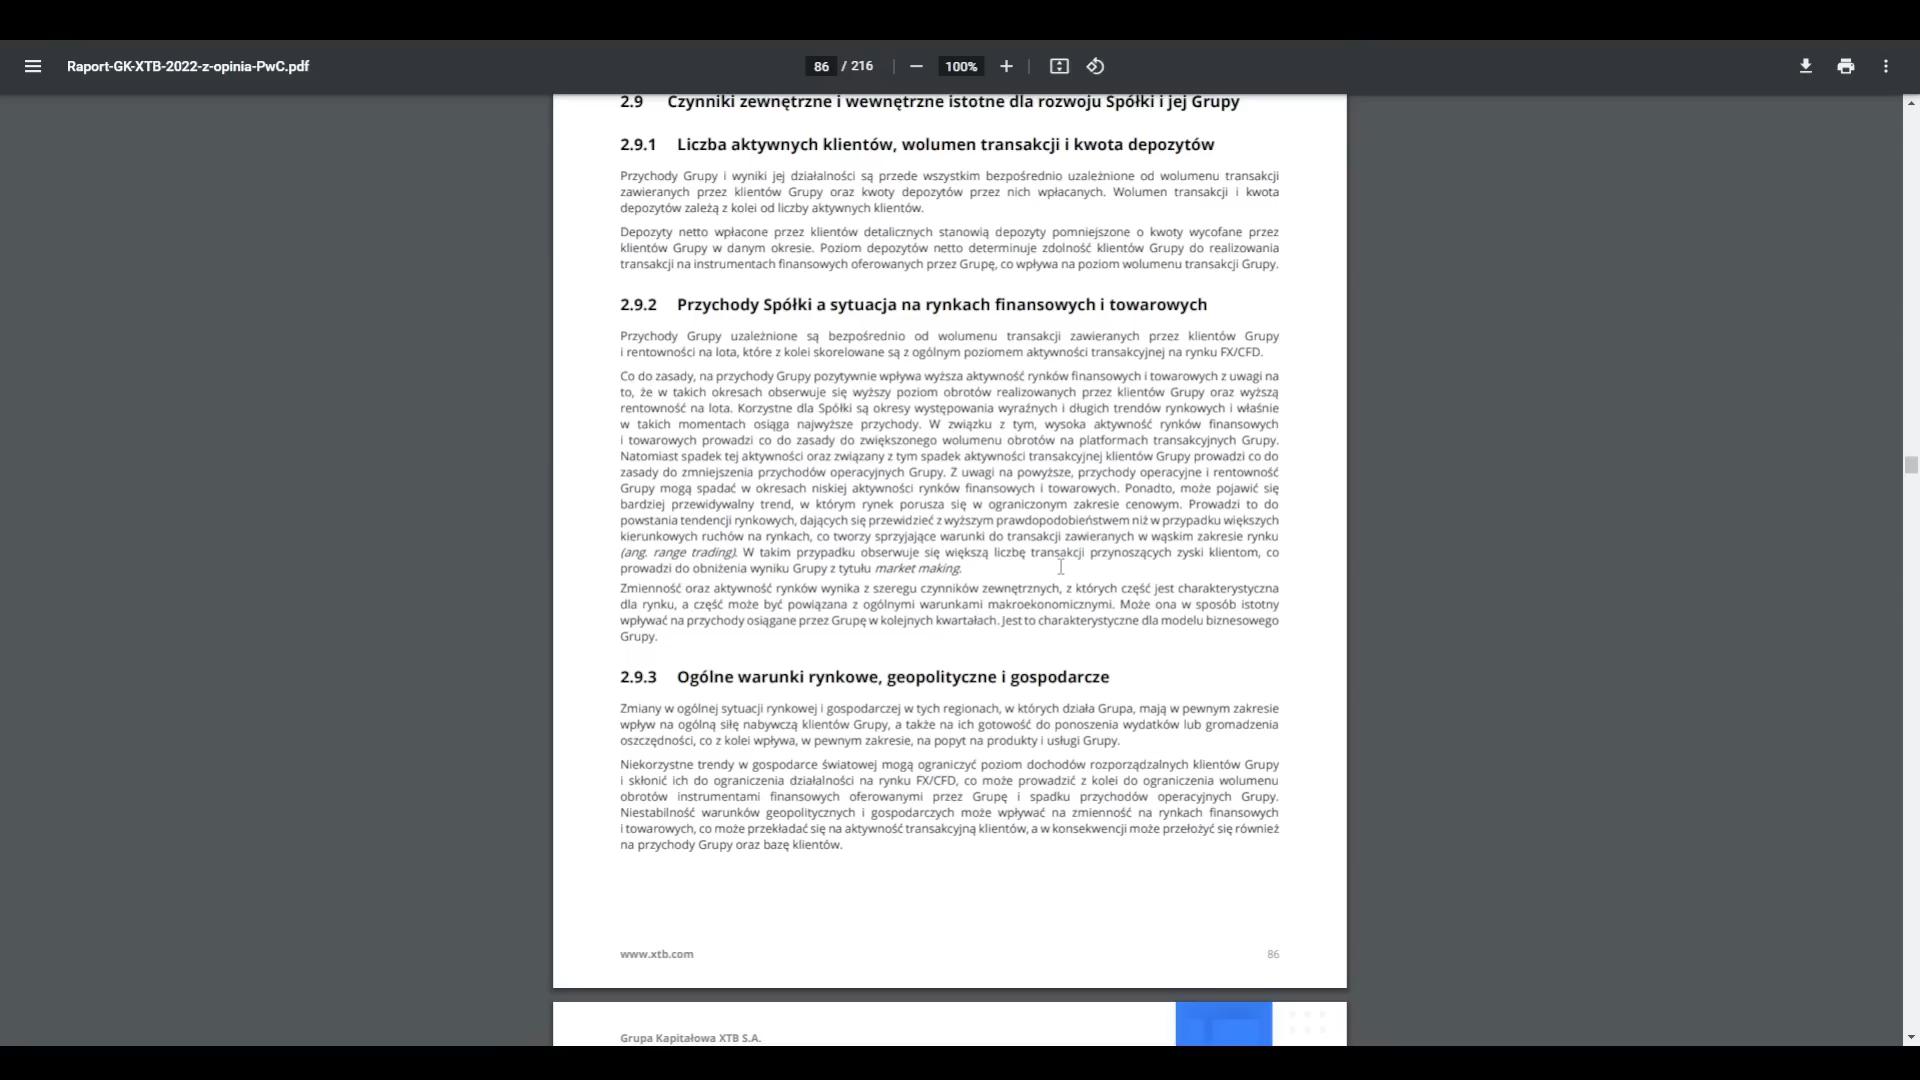 Raport-GK-XTB-2022-z-opinia-PwC.pdf
86 / 216
100%
2.9 Czynniki zewnętrzne i wewnętrzne istotne dla rozwoju Spółki i jej Grupy
2.9.1 Liczba aktywnych klientów, wolumen transakcji i kwota depozytów
Przychody Grupy i wyniki jej działalności są przede wszystkim bezpośrednio uzależnione od wolumenu transakcji
zawieranych przez klientów Grupy oraz kwoty depozytów przez nich wpłacanych. Wolumen transakcji i kwota
depozytów zależą z kolei od liczby aktywnych klientów.
Depozyty netto wpłacone przez klientów detalicznych stanowią depozyty pomniejszone o kwoty wycofane przez
klientów Grupy w danym okresie. Poziom depozytów netto determinuje zdolność klientów Grupy do realizowania
transakcji na instrumentach finansowych oferowanych przez Grupę, co wpływa na poziom wolumenu transakcji Grupy.
2.9.2 Przychody Spółki a sytuacja na rynkach finansowych i towarowych
Przychody Grupy uzależnione są bezpośrednio od wolumenu transakcji zawieranych przez klientów Grupy
i rentowności na lota, które z kolei skorelowane są z ogólnym poziomem aktywności transakcyjnej na rynku FX/CFD.
Co do zasady, na przychody Grupy pozytywnie wpływa wyższa aktywność rynków finansowych i towarowych z uwagi na
to, że w takich okresach obserwuje się wyższy poziom obrotów realizowanych przez klientów Grupy oraz wyższą
rentowność na lota. Korzystne dla Spółki są okresy występowania wyraźnych i długich trendów rynkowych i właśnie
w takich momentach osiąga najwyższe przychody. W związku z tym, wysoka aktywność rynków finansowych
i towarowych prowadzi co do zasady do zwiększonego wolumenu obrotów na platformach transakcyjnych Grupy.
Natomiast spadek tej aktywności oraz związany z tym spadek aktywności transakcyjnej klientów Grupy prowadzi co do
zasady do zmniejszenia przychodów operacyjnych Grupy. Z uwagi na powyższe, przychody operacyjne i rentowność
Grupy mogą spadać w okresach niskiej aktywności rynków finansowych i towarowych. Ponadto, może pojawić się
bardziej przewidywalny trend, w którym rynek porusza się w ograniczonym zakresie cenowym. Prowadzi to do
powstania tendencji rynkowych, dających się przewidzieć z wyższym prawdopodobieństwem niż w przypadku większych
kierunkowych ruchów na rynkach, co tworzy sprzyjające warunki do transakcji zawieranych w wąskim zakresie rynku
(ang. range trading). W takim przypadku obserwuje się większą liczbę transakcji przynoszących zyski klientom, co
prowadzi do obniżenia wyniku Grupy z tytułu market making.
Zmienność oraz aktywność rynków wynika z szeregu czynników zewnętrznych, z których część jest charakterystyczna
dla rynku, a część może być powiązana z ogólnymi warunkami makroekonomicznymi. Może ona w sposób istotny
wpływać na przychody osiągane przez Grupę w kolejnych kwartałach. Jest to charakterystyczne dla modelu biznesowego
Grupy.
2.9.3 Ogólne warunki rynkowe, geopolityczne i gospodarcze
Zmiany w ogólnej sytuacji rynkowej i gospodarczej w tych regionach, w których działa Grupa, mają w pewnym zakresie
wpływ na ogólną siłę nabywczą klientów Grupy, a także na ich gotowość do ponoszenia wydatków lub gromadzenia
oszczędności, co z kolei wpływa, w pewnym zakresie, na popyt na produkty i usługi Grupy.
Niekorzystne trendy w gospodarce światowej mogą ograniczyć poziom dochodów rozporządzalnych klientów Grupy
i skłonić ich do ograniczenia działalności na rynku FX/CFD, co może prowadzić z kolei do ograniczenia wolumenu
obrotów instrumentami finansowych oferowanymi przez Grupę i spadku przychodów operacyjnych Grupy.
Niestabilność warunków geopolitycznych i gospodarczych może wpływać na zmienność na rynkach finansowych
i towarowych, co może przekładać się na aktywność transakcyjną klientów, a w konsekwencji może przełożyć się również
na przychody Grupy oraz bazę klientów.
www.xtb.com 86
Grupa Kapitałowa XTB S.A.